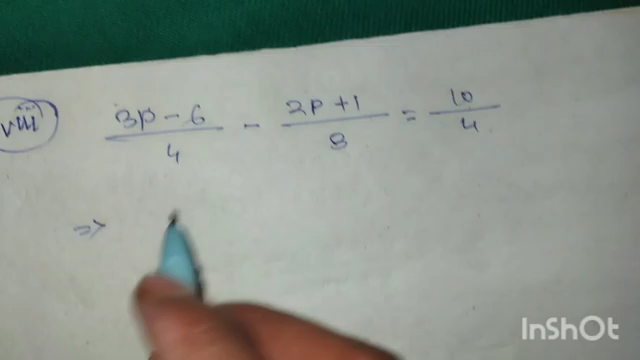 viii) 3p - 6 / 4 - 2p + 1 / 8 = 10 / 4
⇒
InShOt